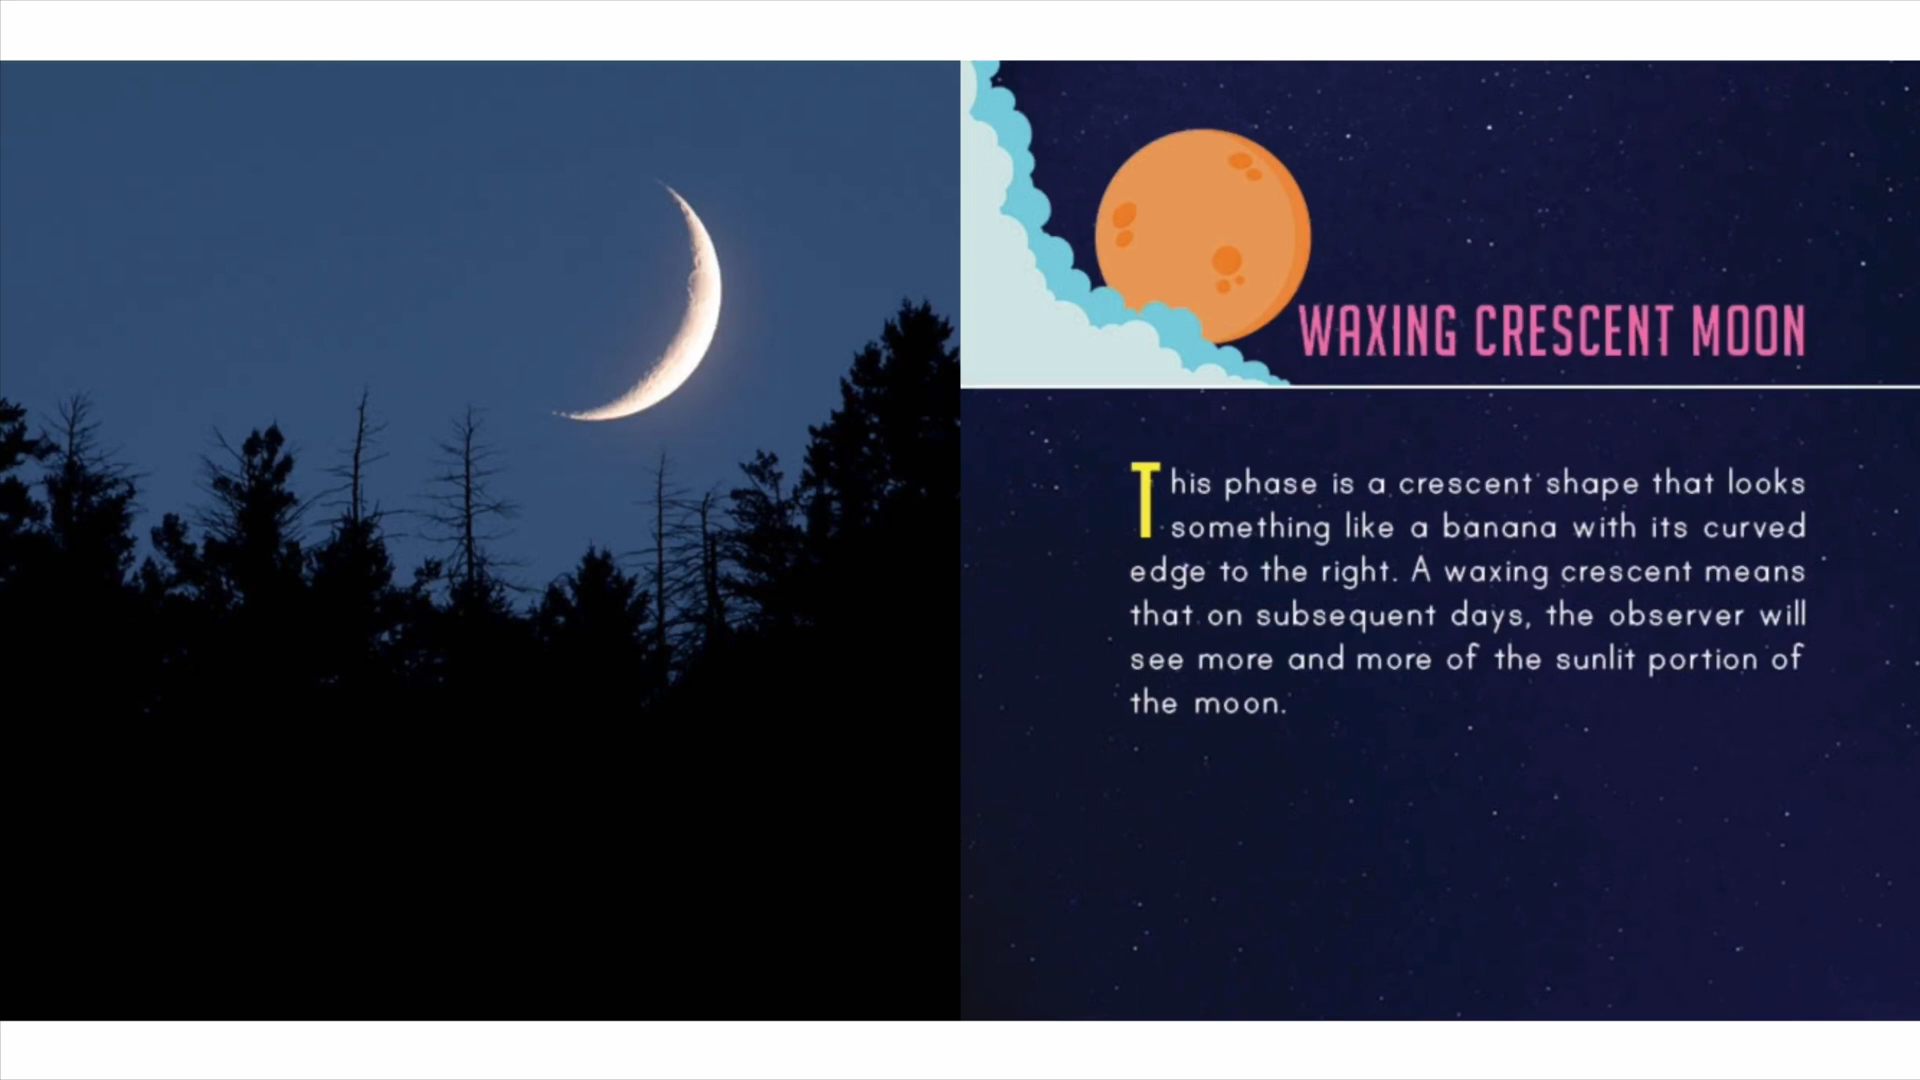 WAXING CRESCENT MOON
This phase is a crescent shape that looks
something like a banana with its curved
edge to the right. A waxing crescent means
that on subsequent days, the observer will
see more and more of the sunlit portion of
the moon.